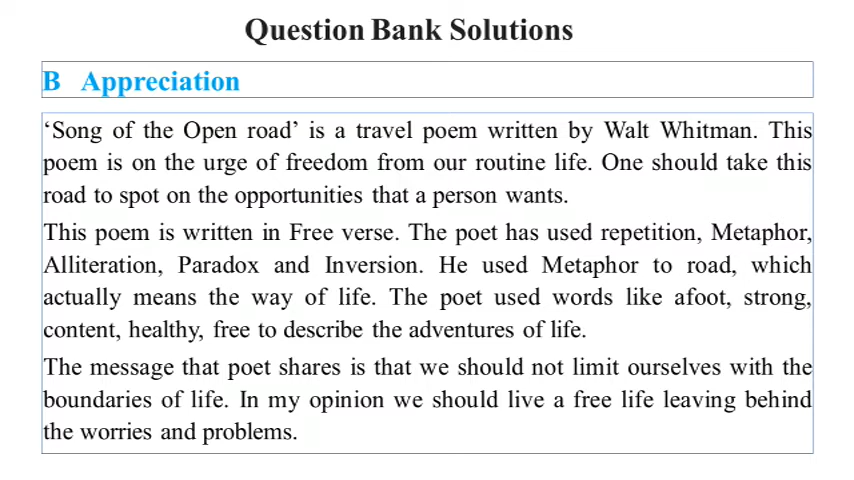 Question Bank Solutions
B Appreciation
‘Song of the Open road’ is a travel poem written by Walt Whitman. This
poem is on the urge of freedom from our routine life. One should take this
road to spot on the opportunities that a person wants.
This poem is written in Free verse. The poet has used repetition, Metaphor,
Alliteration, Paradox and Inversion. He used Metaphor to road, which
actually means the way of life. The poet used words like afoot, strong,
content, healthy, free to describe the adventures of life.
The message that poet shares is that we should not limit ourselves with the
boundaries of life. In my opinion we should live a free life leaving behind
the worries and problems.